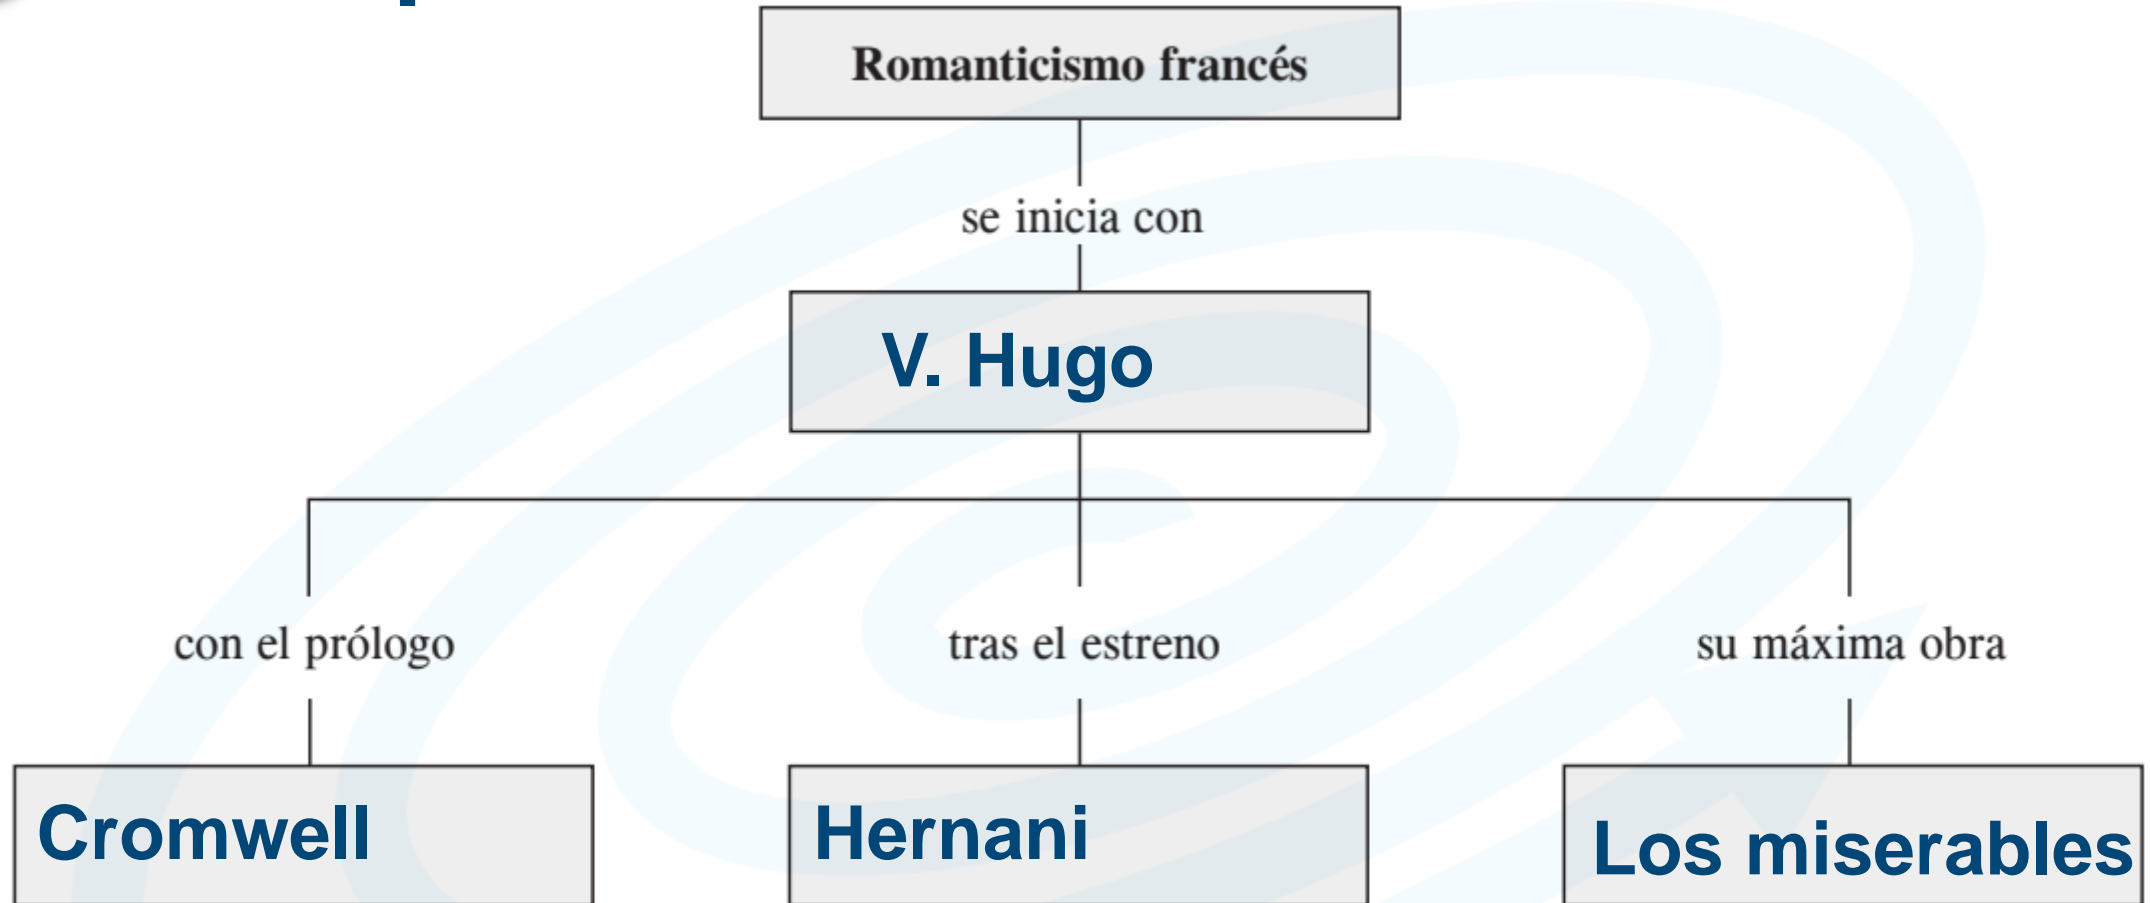 Romanticismo francés
se inicia con
V. Hugo
con el prólogo
tras el estreno
su máxima obra
Cromwell
Hernani
Los miserables